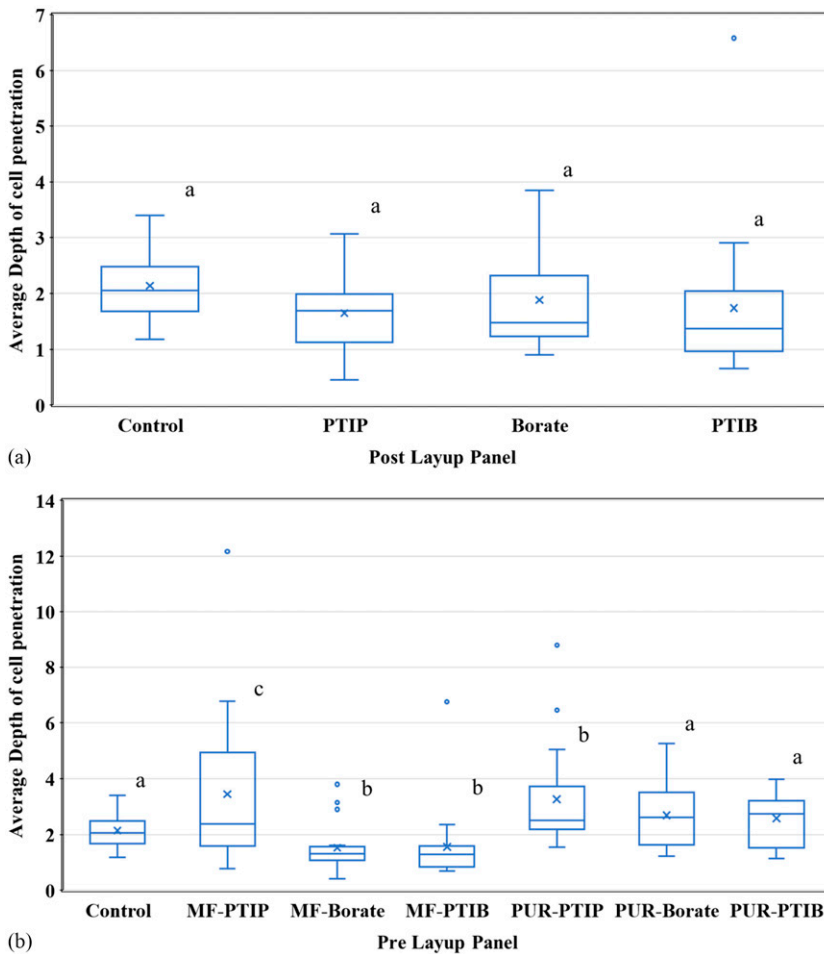 Average Depth of cell penetration
7
6
5
4
3
2
1
0
a
a
a
a
Control PTIP Borate PTIB
(a)
Post Layup Panel
Average Depth of cell penetration
14
12
10
8
6
4
2
0
a
c
b
b
b
a
a
Control MF-PTIP MF-Borate MF-PTIB PUR-PTIP PUR-Borate PUR-PTIB
(b)
Pre Layup Panel